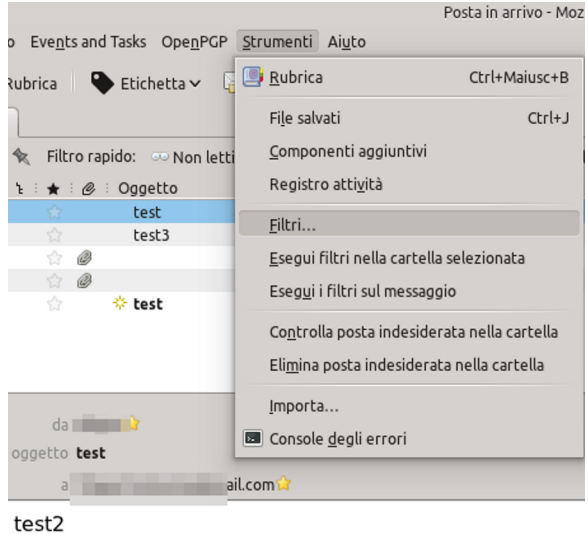 Posta in arrivo - Moz
o Events and Tasks OpenPGP Strumenti Aiuto
Rubrica Etichetta
Rubrica Ctrl+Maiusc+B
File salvati Ctrl+J
Componenti aggiuntivi
Registro attività
Filtri...
Esegui filtri nella cartella selezionata
Esegui i filtri sul messaggio
Controlla posta indesiderata nella cartella
Elimina posta indesiderata nella cartella
Importa...
Console degli errori
Filtro rapido: Non letti
Oggetto
test
test3
test
da
oggetto test
a ail.com
test2